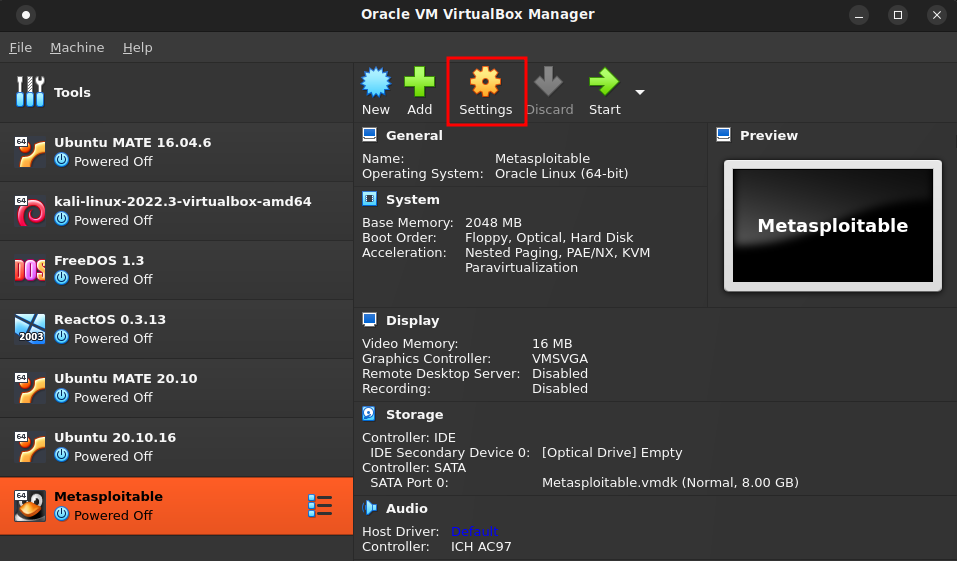 Oracle VM VirtualBox Manager
File Machine Help
Tools
64
Ubuntu MATE 16.04.6
Powered Off
64
kali-linux-2022.3-virtualbox-amd64
Powered Off
DOS
FreeDOS 1.3
Powered Off
2003
ReactOS 0.3.13
Powered Off
64
Ubuntu MATE 20.10
Powered Off
64
Ubuntu 20.10.16
Powered Off
64
Metasploitable
Powered Off
New Add Settings Discard Start
General
Name: Metasploitable
Operating System: Oracle Linux (64-bit)
System
Base Memory: 2048 MB
Boot Order: Floppy, Optical, Hard Disk
Acceleration: Nested Paging, PAE/NX, KVM
Paravirtualization
Preview
Metasploitable
Display
Video Memory: 16 MB
Graphics Controller: VMSVGA
Remote Desktop Server: Disabled
Recording: Disabled
Storage
Controller: IDE
IDE Secondary Device 0: [Optical Drive] Empty
Controller: SATA
SATA Port 0: Metasploitable.vmdk (Normal, 8.00 GB)
Audio
Host Driver: Default
Controller: ICH AC97